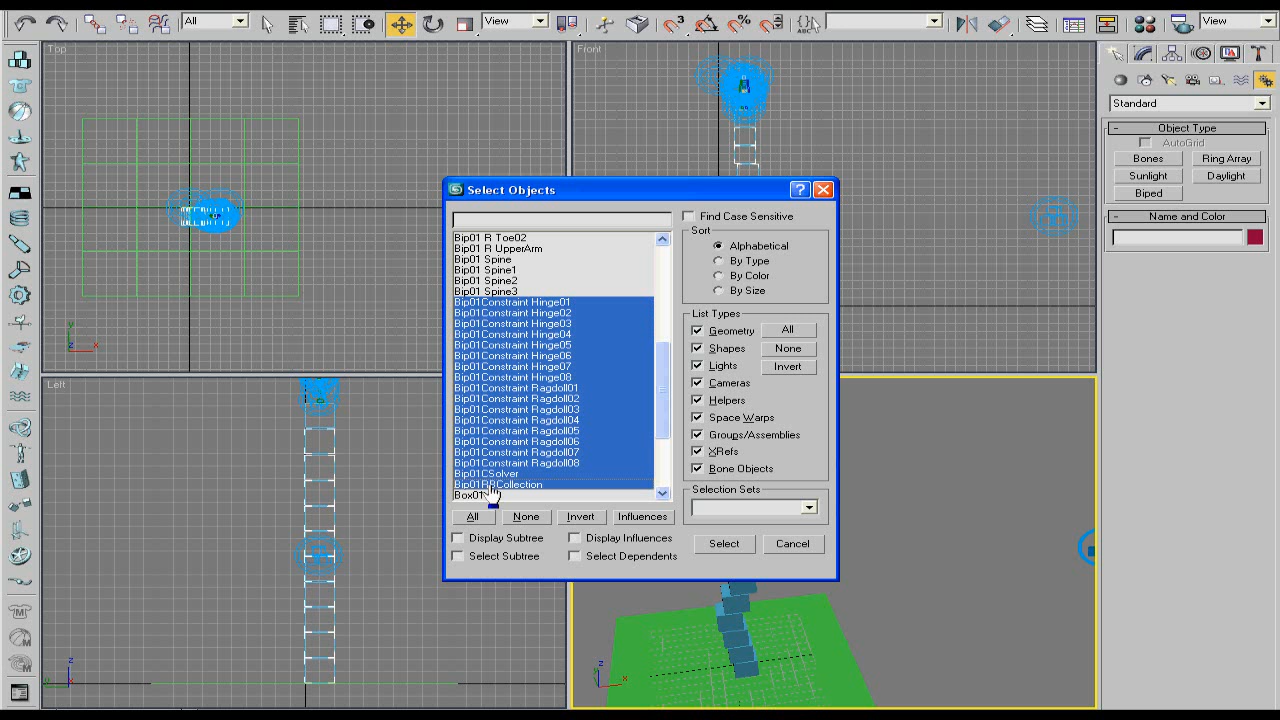 All
View
3
%
ABC
View
Top
Front
Left
y
x
z
y
x
z
x
Standard
Object Type
AutoGrid
Bones
Ring Array
Sunlight
Daylight
Biped
Name and Color
Select Objects
Find Case Sensitive
Sort
Alphabetical
By Type
By Color
By Size
List Types
Geometry
All
Shapes
None
Lights
Invert
Cameras
Helpers
Space Warps
Groups/Assemblies
XRefs
Bone Objects
Selection Sets
Bip01 R Toe02
Bip01 R UpperArm
Bip01 Spine
Bip01 Spine1
Bip01 Spine2
Bip01 Spine3
Bip01Constraint Hinge01
Bip01Constraint Hinge02
Bip01Constraint Hinge03
Bip01Constraint Hinge04
Bip01Constraint Hinge05
Bip01Constraint Hinge06
Bip01Constraint Hinge07
Bip01Constraint Hinge08
Bip01Constraint Ragdoll01
Bip01Constraint Ragdoll02
Bip01Constraint Ragdoll03
Bip01Constraint Ragdoll04
Bip01Constraint Ragdoll05
Bip01Constraint Ragdoll06
Bip01Constraint Ragdoll07
Bip01Constraint Ragdoll08
Bip01CSolver
Bip01RBCollection
Box01
All
None
Invert
Influences
Display Subtree
Display Influences
Select Subtree
Select Dependents
Select
Cancel